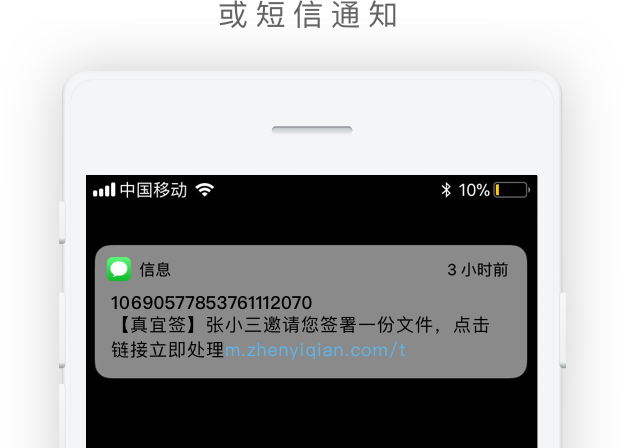 或短信通知
中国移动 10%
信息 3 小时前
10690577853761112070
【真宜签】张小三邀请您签署一份文件，点击
链接立即处理m.zhenyiqian.com/t